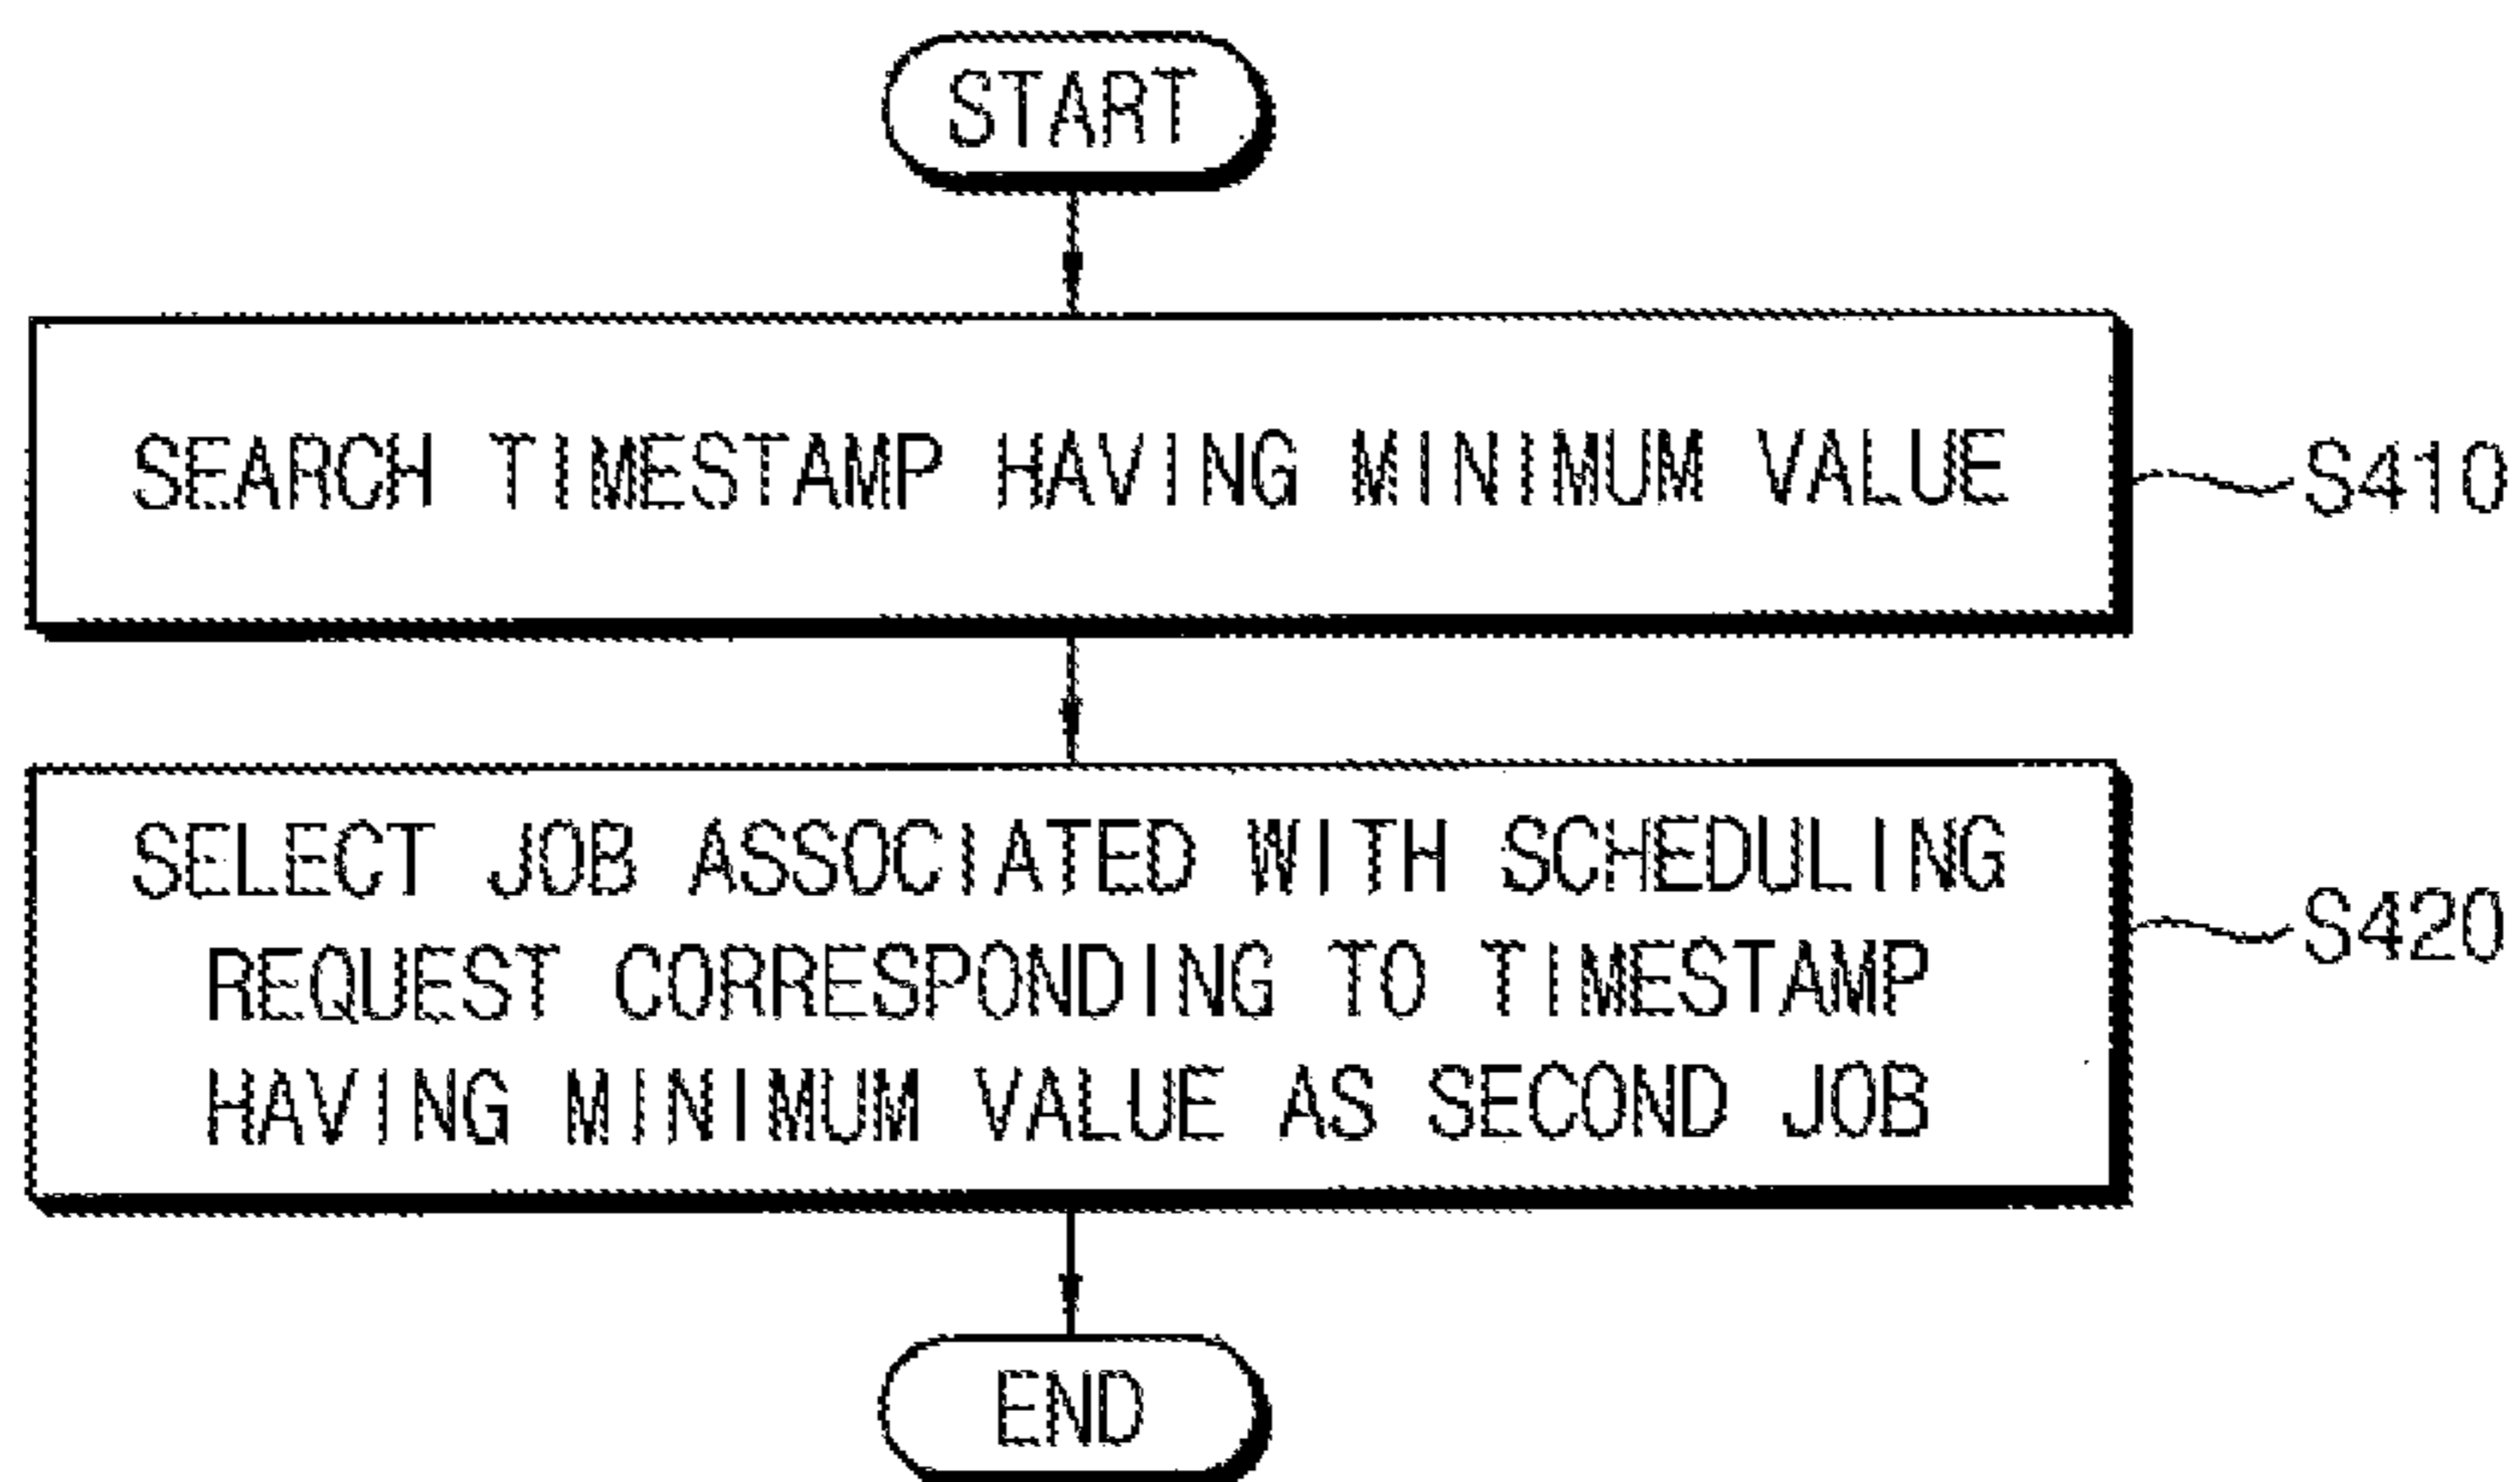 START
SEARCH TIMESTAMP HAVING MINIMUM VALUE
S410
SELECT JOB ASSOCIATED WITH SCHEDULING
REQUEST CORRESPONDING TO TIMESTAMP
HAVING MINIMUM VALUE AS SECOND JOB
S420
END